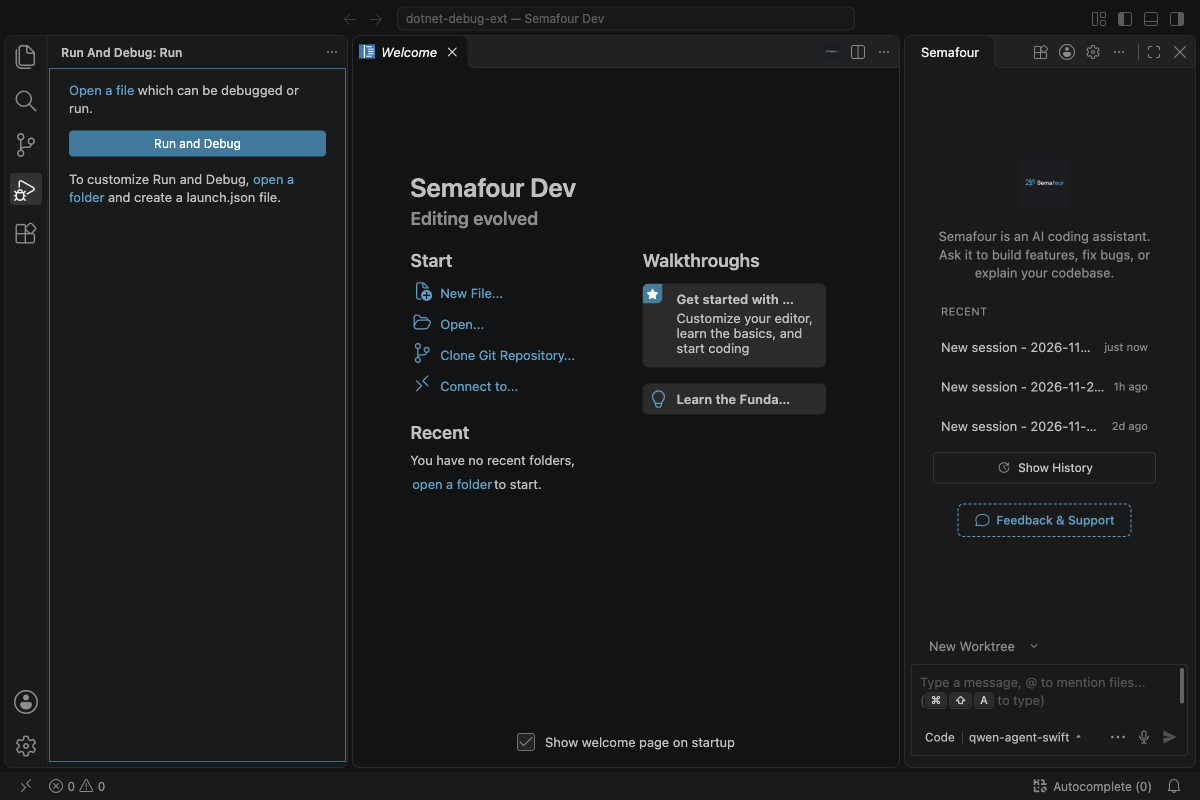 dotnet-debug-ext — Semafour Dev
Run And Debug: Run
Open a file which can be debugged or
run.
Run and Debug
To customize Run and Debug, open a
folder and create a launch.json file.
Welcome
Semafour Dev
Editing evolved
Start
New File...
Open...
Clone Git Repository...
Connect to...
Recent
You have no recent folders,
open a folder to start.
Walkthroughs
Get started with ...
Customize your editor,
learn the basics, and
start coding
Learn the Funda...
Show welcome page on startup
Semafour
Semafour
Semafour is an AI coding assistant.
Ask it to build features, fix bugs, or
explain your codebase.
RECENT
New session - 2026-11... just now
New session - 2026-11-2... 1h ago
New session - 2026-11-... 2d ago
Show History
Feedback & Support
New Worktree
Type a message, @ to mention files...
(⌘ ⇧ A to type)
Code qwen-agent-swift
0 0
Autocomplete (0)